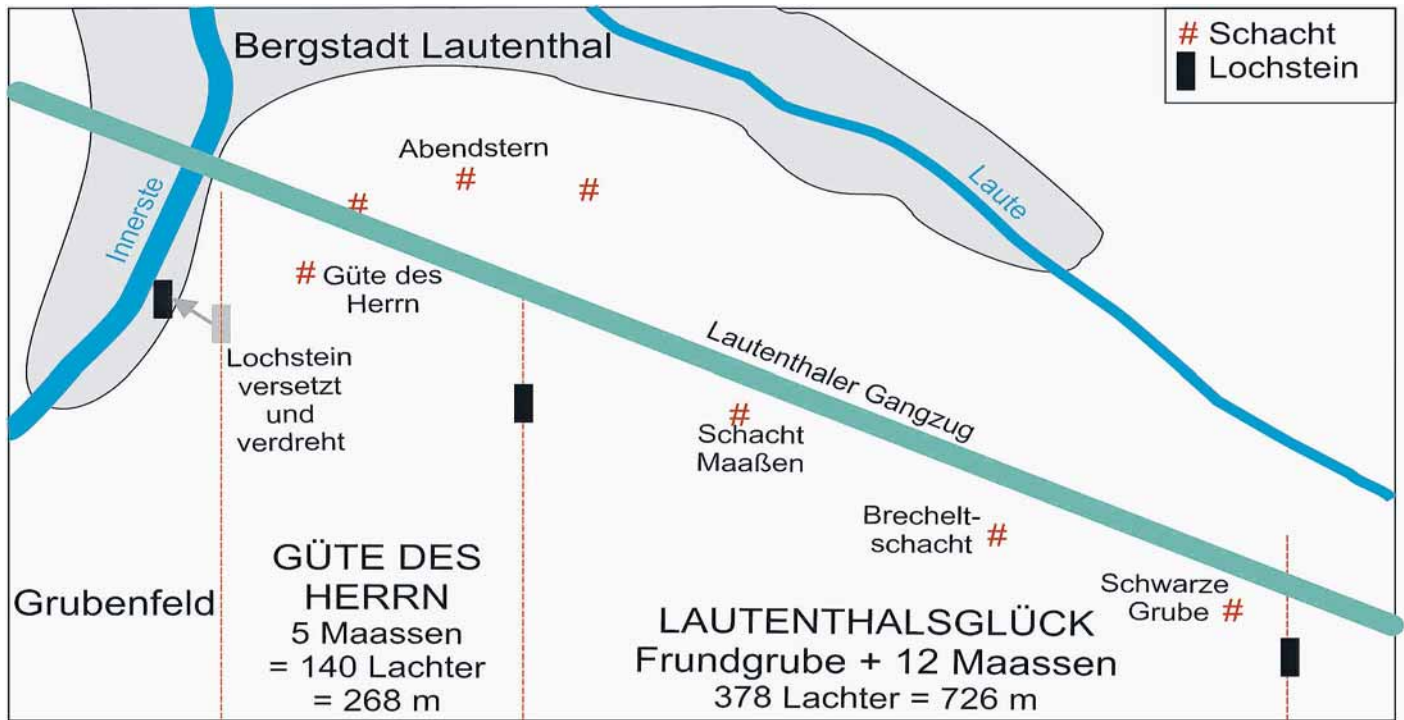 Bergstadt Lautenthal
# Schacht
Lochstein
Abendstern
#
#
#
Innerste
Laute
# Güte des
Herrn
Lochstein
versetzt
und
verdreht
Lautenthaler Gangzug
#
Schacht
Maaßen
Brechelt-
schacht #
Schwarze
Grube #
Grubenfeld
GÜTE DES
HERRN
5 Maassen
= 140 Lachter
= 268 m
LAUTENTHALSGLÜCK
Frundgrube + 12 Maassen
378 Lachter = 726 m